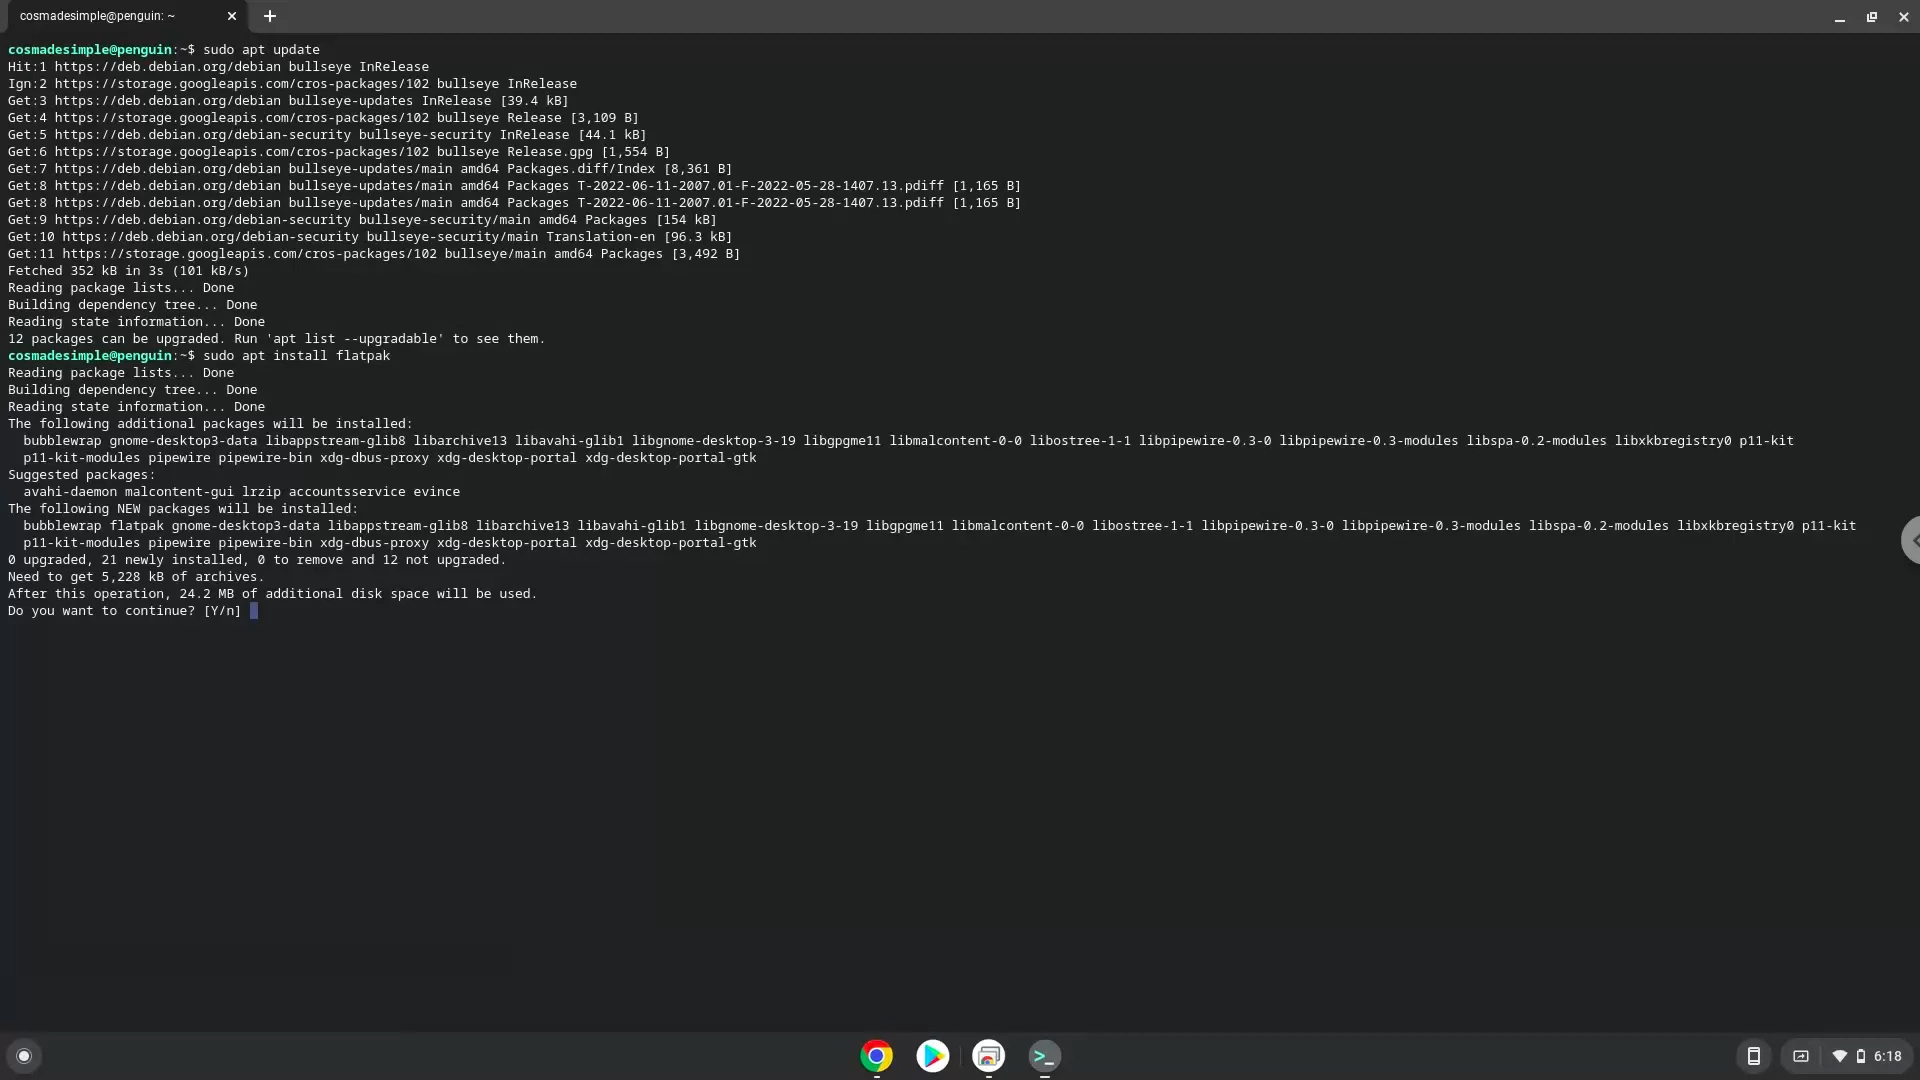 cosmadesimple@penguin: ~
cosmadesimple@penguin:~$ sudo apt update
Hit:1 https://deb.debian.org/debian bullseye InRelease
Ign:2 https://storage.googleapis.com/cros-packages/102 bullseye InRelease
Get:3 https://deb.debian.org/debian bullseye-updates InRelease [39.4 kB]
Get:4 https://storage.googleapis.com/cros-packages/102 bullseye Release [3,109 B]
Get:5 https://deb.debian.org/debian-security bullseye-security InRelease [44.1 kB]
Get:6 https://storage.googleapis.com/cros-packages/102 bullseye Release.gpg [1,554 B]
Get:7 https://deb.debian.org/debian bullseye-updates/main amd64 Packages.diff/Index [8,361 B]
Get:8 https://deb.debian.org/debian bullseye-updates/main amd64 Packages T-2022-06-11-2007.01-F-2022-05-28-1407.13.pdiff [1,165 B]
Get:8 https://deb.debian.org/debian bullseye-updates/main amd64 Packages T-2022-06-11-2007.01-F-2022-05-28-1407.13.pdiff [1,165 B]
Get:9 https://deb.debian.org/debian-security bullseye-security/main amd64 Packages [154 kB]
Get:10 https://deb.debian.org/debian-security bullseye-security/main Translation-en [96.3 kB]
Get:11 https://storage.googleapis.com/cros-packages/102 bullseye/main amd64 Packages [3,492 B]
Fetched 352 kB in 3s (101 kB/s)
Reading package lists... Done
Building dependency tree... Done
Reading state information... Done
12 packages can be upgraded. Run 'apt list --upgradable' to see them.
cosmadesimple@penguin:~$ sudo apt install flatpak
Reading package lists... Done
Building dependency tree... Done
Reading state information... Done
The following additional packages will be installed:
bubblewrap gnome-desktop3-data libappstream-glib8 libarchive13 libavahi-glib1 libgnome-desktop-3-19 libgpgme11 libmalcontent-0-0 libostree-1-1 libpipewire-0.3-0 libpipewire-0.3-modules libspa-0.2-modules libxkbregistry0 p11-kit
p11-kit-modules pipewire pipewire-bin xdg-dbus-proxy xdg-desktop-portal xdg-desktop-portal-gtk
Suggested packages:
avahi-daemon malcontent-gui lrzip accountsservice evince
The following NEW packages will be installed:
bubblewrap flatpak gnome-desktop3-data libappstream-glib8 libarchive13 libavahi-glib1 libgnome-desktop-3-19 libgpgme11 libmalcontent-0-0 libostree-1-1 libpipewire-0.3-0 libpipewire-0.3-modules libspa-0.2-modules libxkbregistry0 p11-kit
p11-kit-modules pipewire pipewire-bin xdg-dbus-proxy xdg-desktop-portal xdg-desktop-portal-gtk
0 upgraded, 21 newly installed, 0 to remove and 12 not upgraded.
Need to get 5,228 kB of archives.
After this operation, 24.2 MB of additional disk space will be used.
Do you want to continue? [Y/n]
6:18